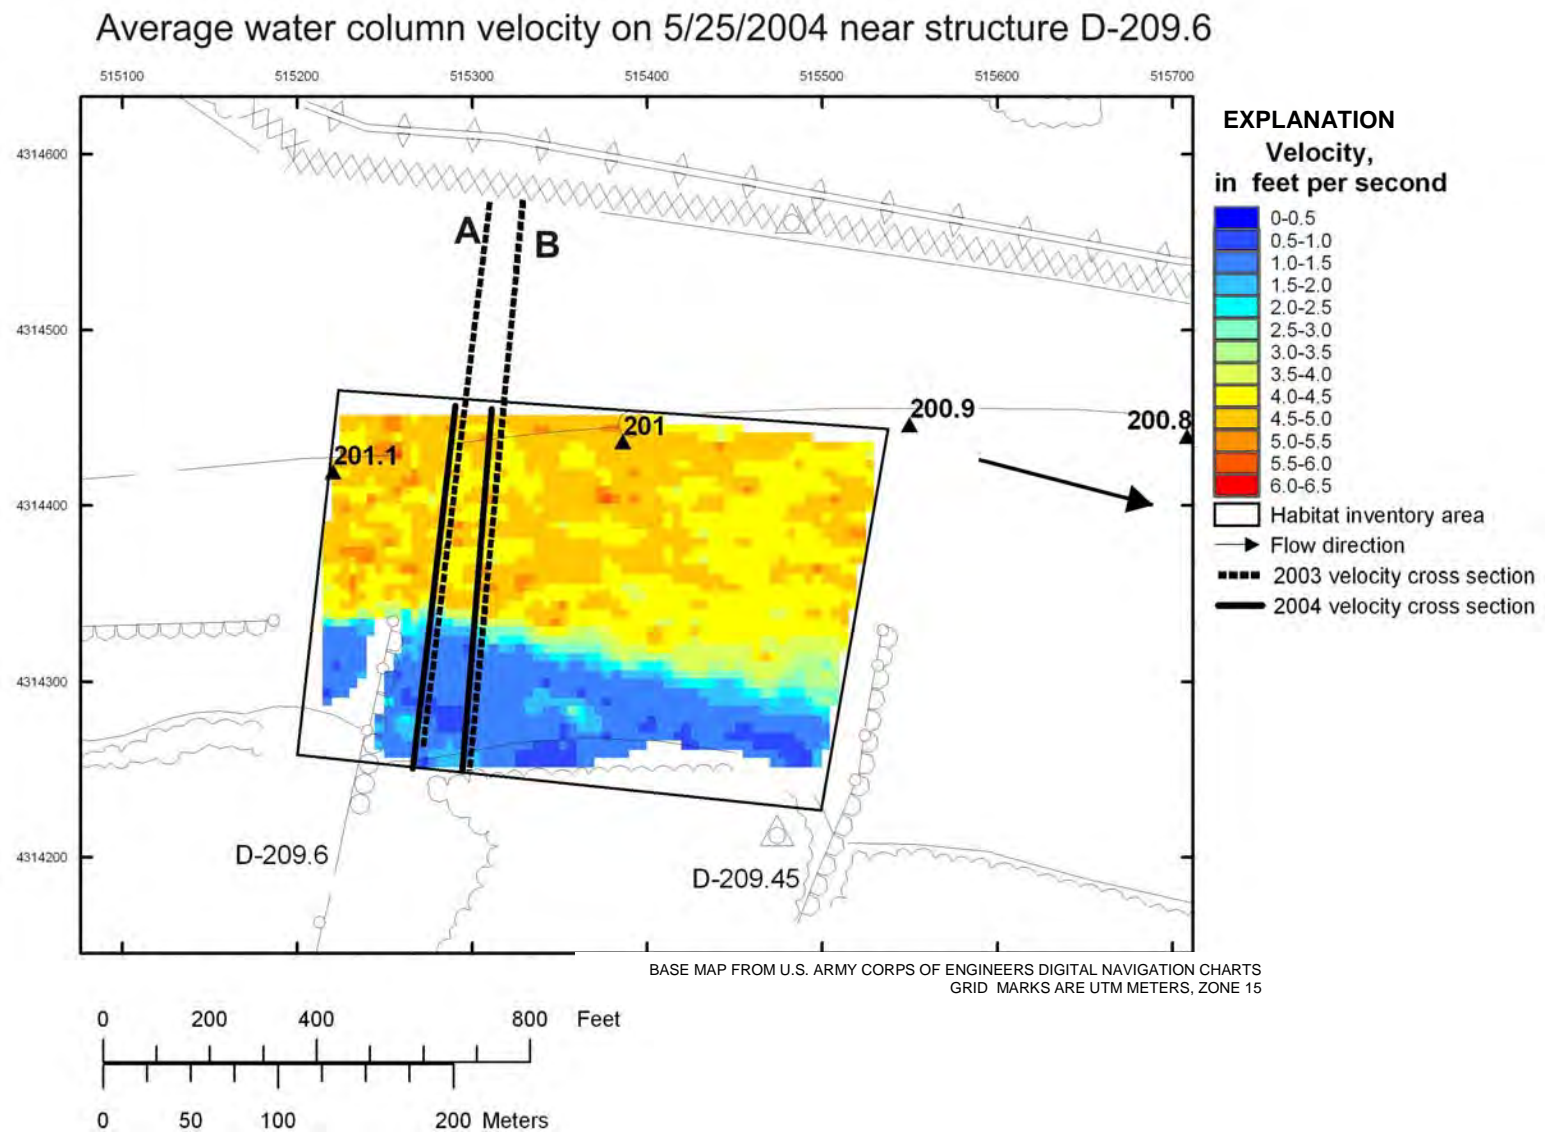 Average water column velocity on 5/25/2004 near structure D-209.6
515100 515200 515300 515400 515500 515600 515700
4314600
4314500
4314400
4314300
4314200
A
B
201.1
201
200.9
200.8
D-209.6
D-209.45
EXPLANATION
Velocity,
in feet per second
0-0.5
0.5-1.0
1.0-1.5
1.5-2.0
2.0-2.5
2.5-3.0
3.0-3.5
3.5-4.0
4.0-4.5
4.5-5.0
5.0-5.5
5.5-6.0
6.0-6.5
Habitat inventory area
Flow direction
2003 velocity cross section
2004 velocity cross section
BASE MAP FROM U.S. ARMY CORPS OF ENGINEERS DIGITAL NAVIGATION CHARTS
GRID MARKS ARE UTM METERS, ZONE 15
0 200 400 800 Feet
0 50 100 200 Meters